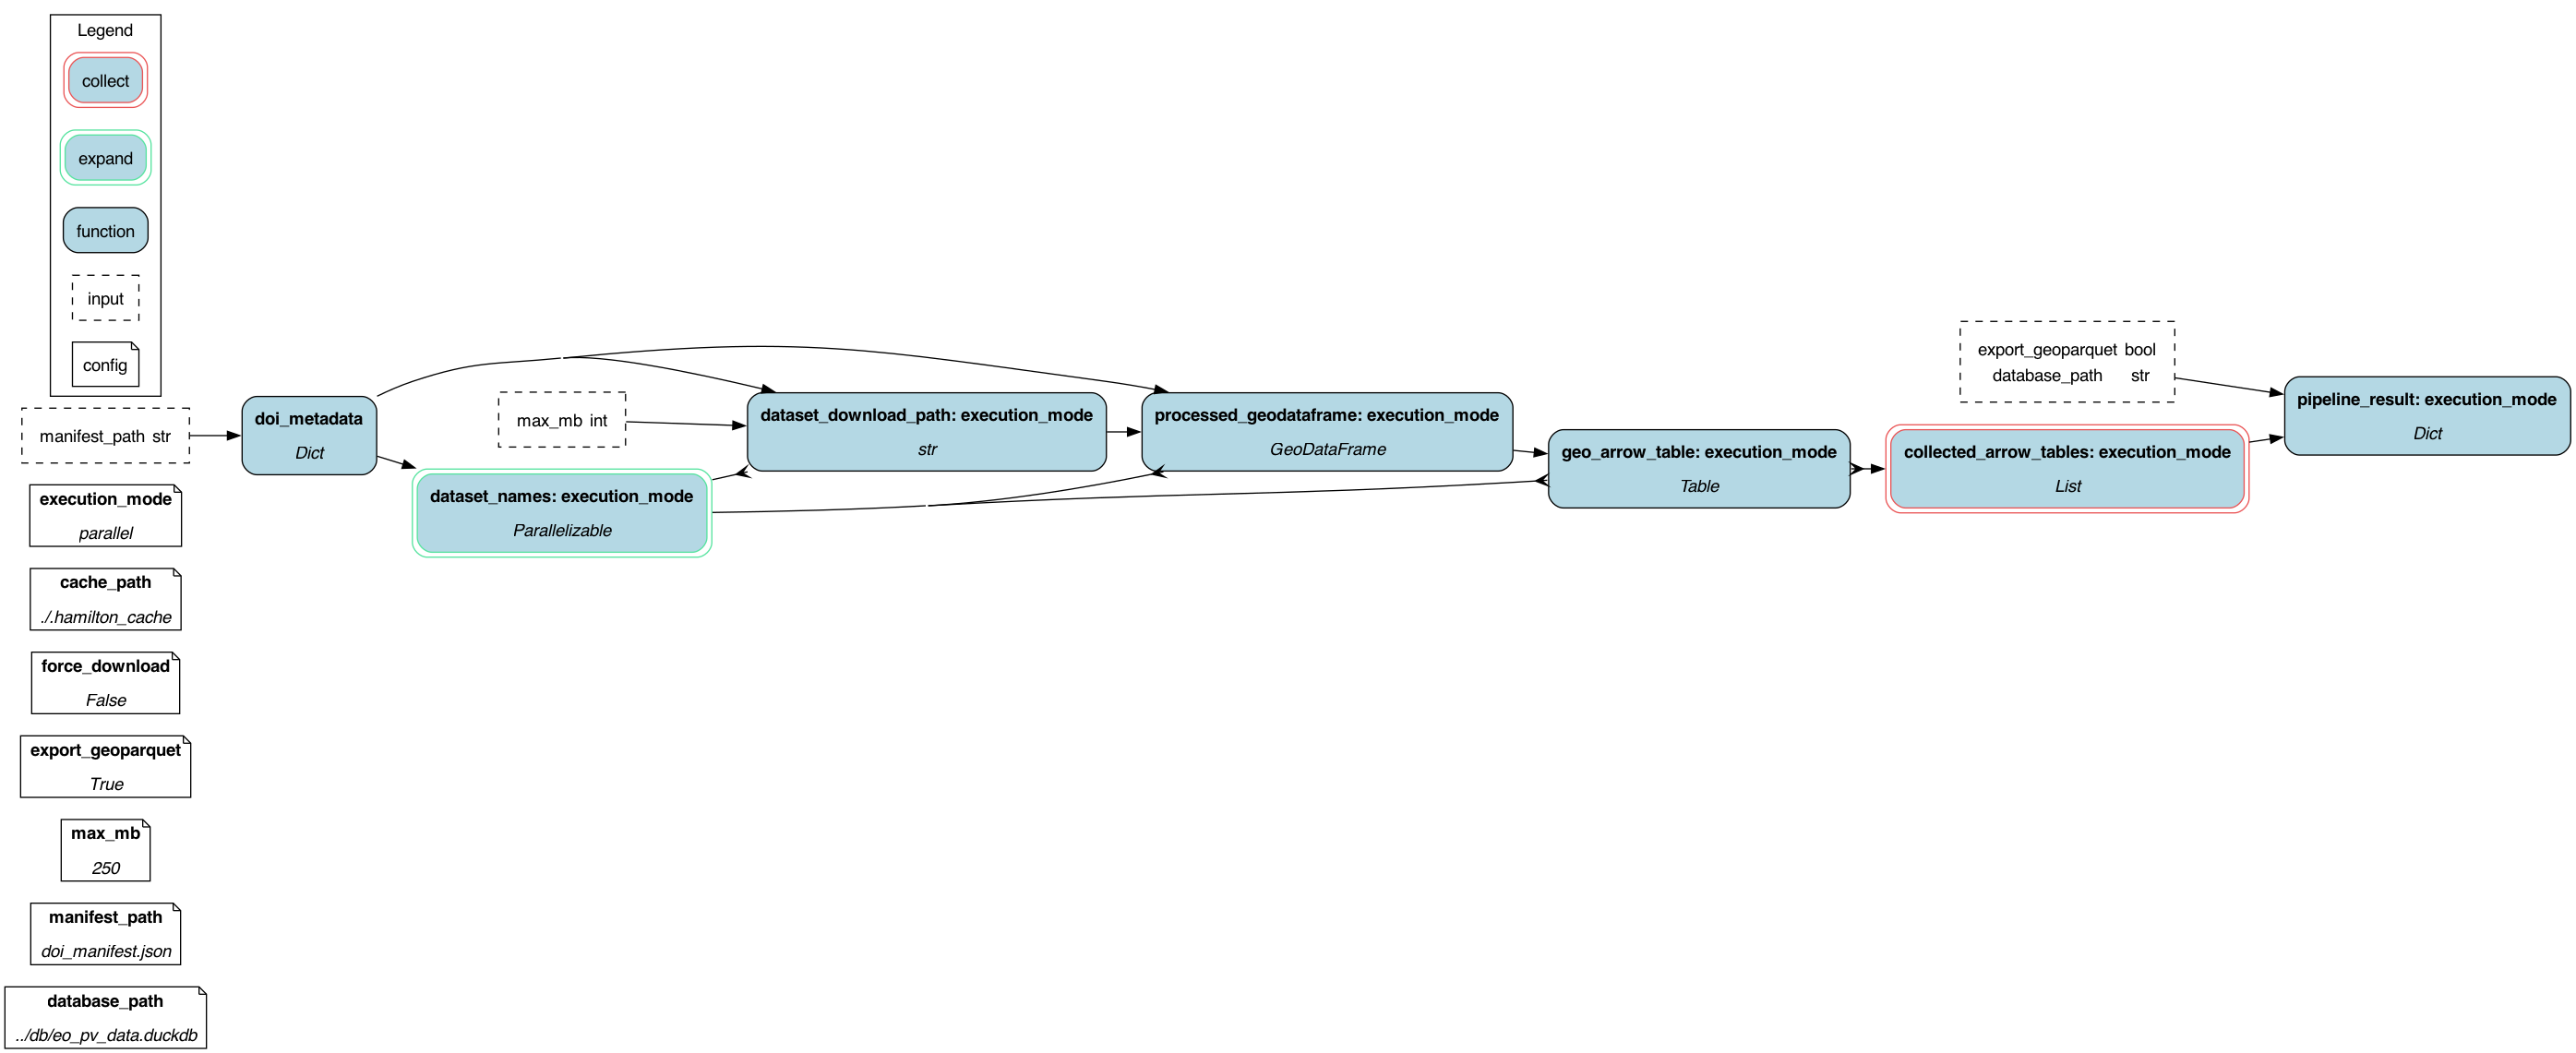 Legend
collect
expand
function
input
config
manifest_path str
execution_mode
parallel
cache_path
./.hamilton_cache
force_download
False
export_geoparquet
True
max_mb
250
manifest_path
doi_manifest.json
database_path
../db/eo_pv_data.duckdb
doi_metadata
Dict
dataset_names: execution_mode
Parallelizable
max_mb int
dataset_download_path: execution_mode
str
processed_geodataframe: execution_mode
GeoDataFrame
geo_arrow_table: execution_mode
Table
collected_arrow_tables: execution_mode
List
export_geoparquet bool
database_path str
pipeline_result: execution_mode
Dict